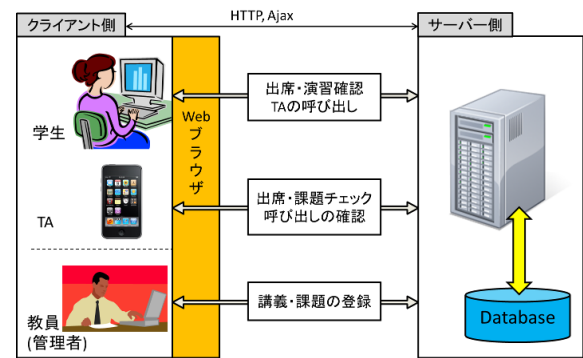 HTTP, Ajax
クライアント側
サーバー側
学生
TA
教員
(管理者)
Web
ブラウザ
出席・演習確認
TAの呼び出し
出席・課題チェック
呼び出しの確認
講義・課題の登録
Database